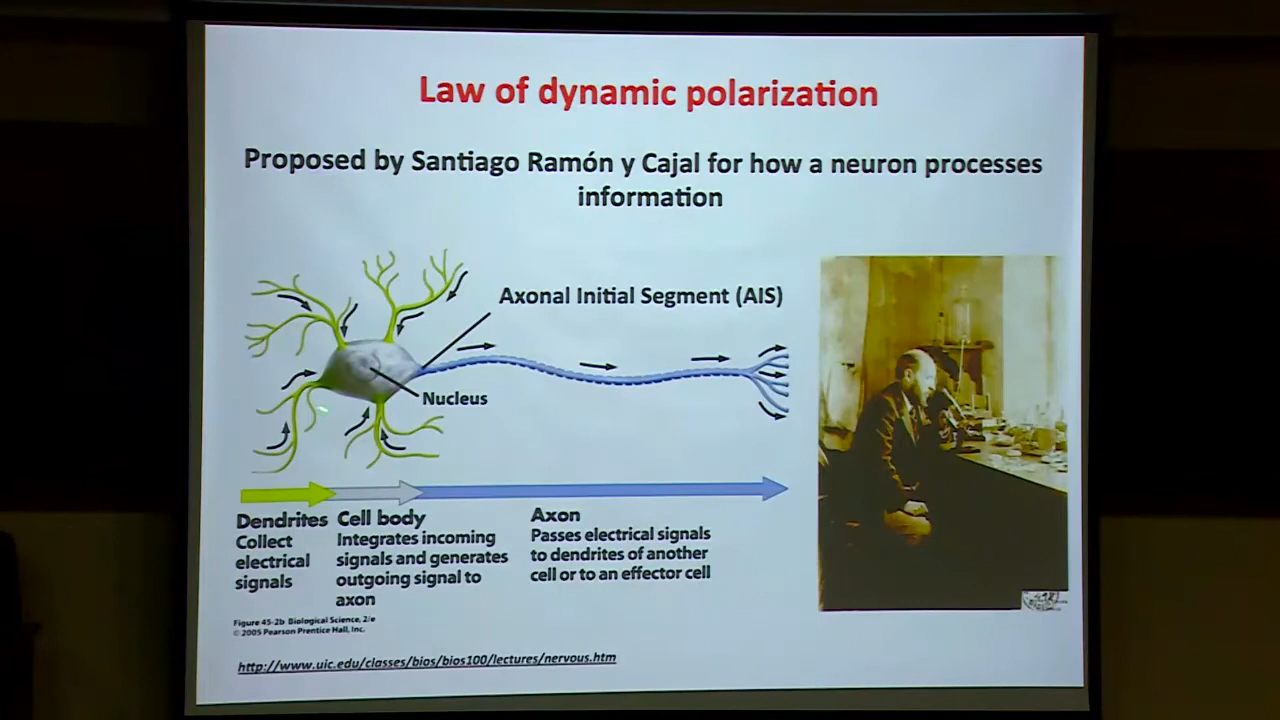 Law of dynamic polarization
Proposed by Santiago Ramón y Cajal for how a neuron processes
information
Axonal Initial Segment (AIS)
Nucleus
Dendrites
Collect
electrical
signals
Cell body
Integrates incoming
signals and generates
outgoing signal to
axon
Axon
Passes electrical signals
to dendrites of another
cell or to an effector cell
Figure 45-2b Biological Science, 2/e
© 2005 Pearson Prentice Hall, Inc.
http://www.uic.edu/classes/bios/bios100/lectures/nervous.htm